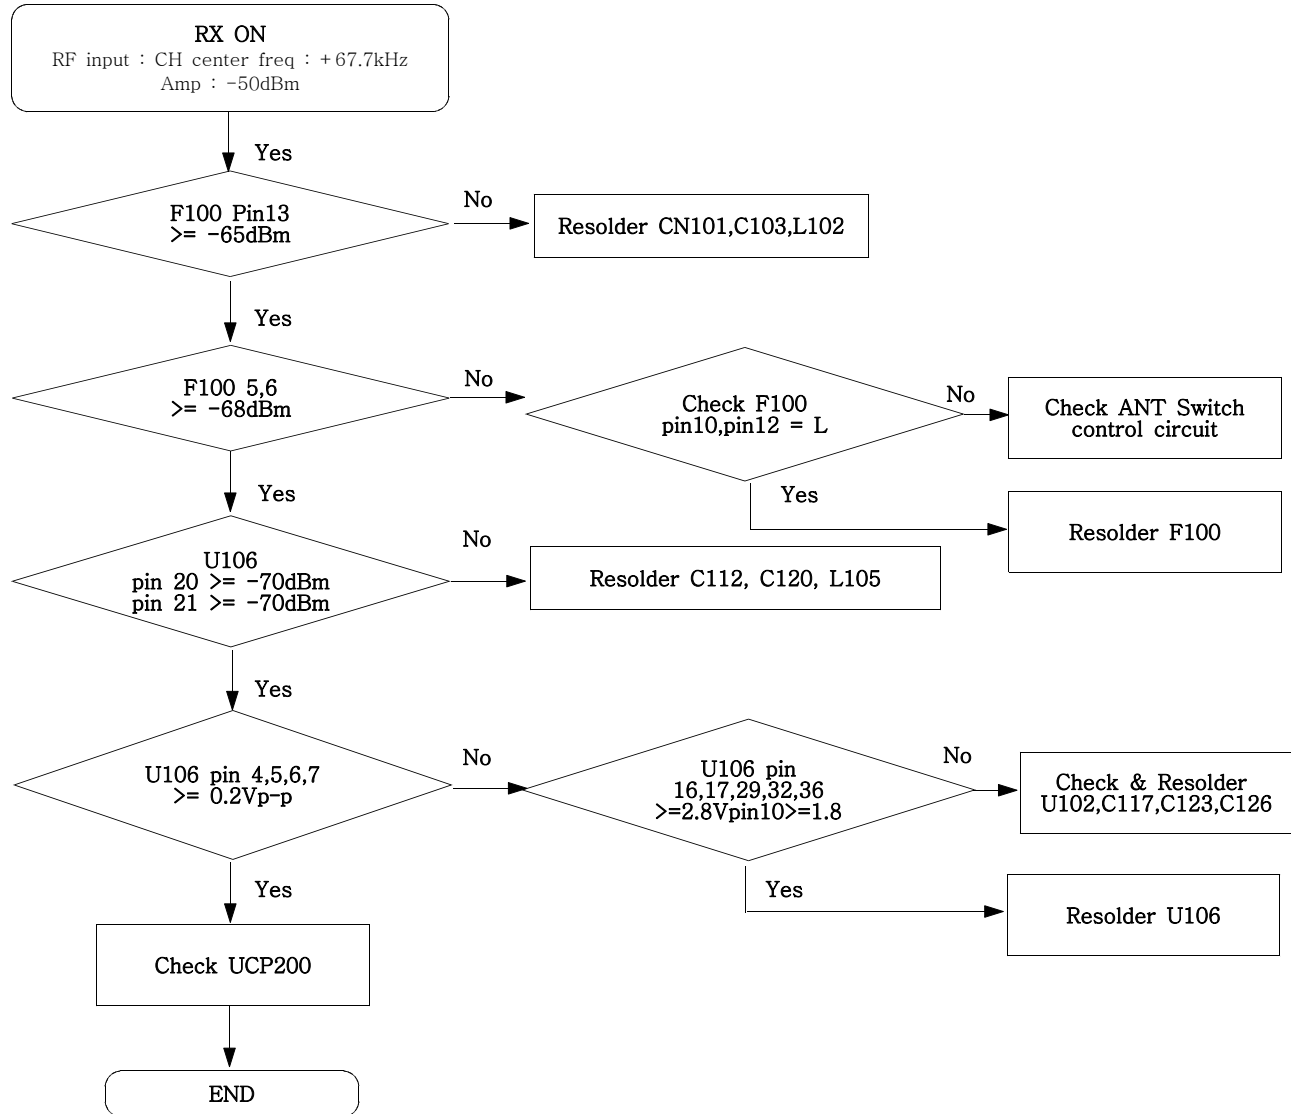 RX ON
RF input : CH center freq : +67.7kHz
Amp : -50dBm
Yes
F100 Pin13
>= -65dBm
No
Resolder CN101,C103,L102
Yes
F100 5,6
>= -68dBm
No
Check F100
pin10,pin12 = L
No
Check ANT Switch
control circuit
Yes
Resolder F100
Yes
U106
pin 20 >= -70dBm
pin 21 >= -70dBm
No
Resolder C112, C120, L105
Yes
U106 pin 4,5,6,7
>= 0.2Vp-p
No
U106 pin
16,17,29,32,36
>=2.8Vpin10>=1.8
No
Check & Resolder
U102,C117,C123,C126
Yes
Resolder U106
Yes
Check UCP200
END